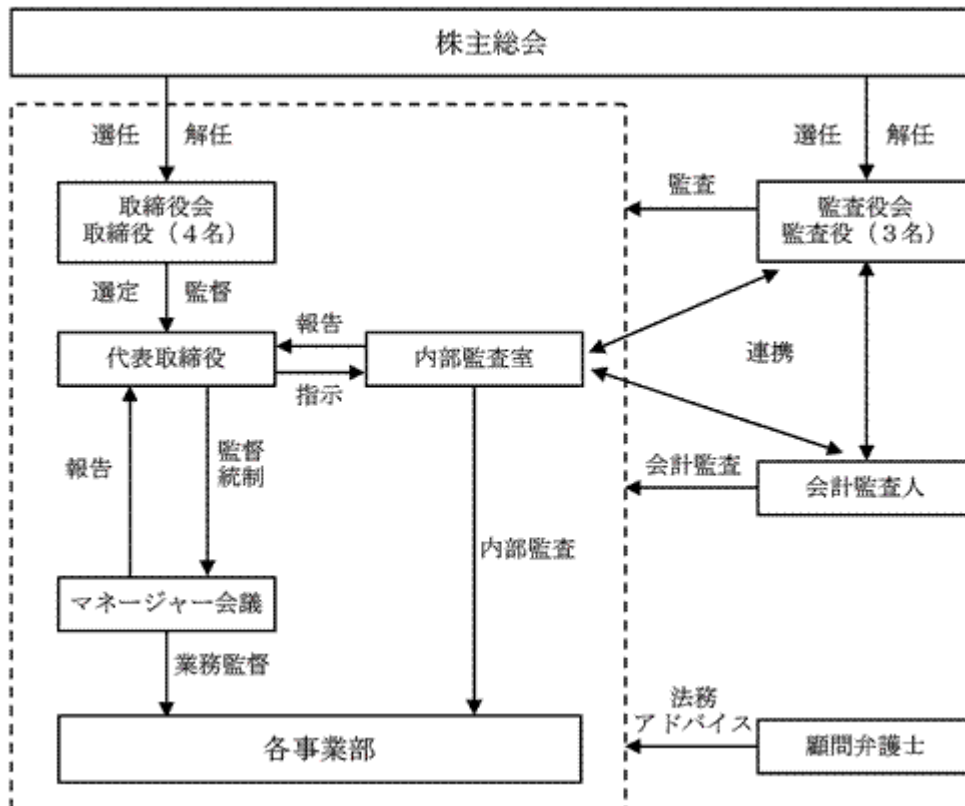 株主総会
選任 解任
選任 解任
取締役会
取締役（４名）
監査
監査役会
監査役（３名）
選定 監督
報告
代表取締役
内部監査室
指示
連携
報告
監督
統制
会計監査
会計監査人
内部監査
マネージャー会議
業務監督
法務
アドバイス
各事業部
顧問弁護士